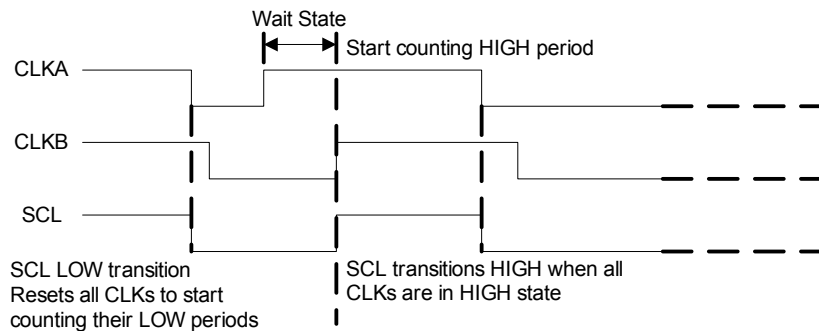 Wait State
Start counting HIGH period
CLKA
CLKB
SCL
SCL LOW transition
Resets all CLKs to start
counting their LOW periods
SCL transitions HIGH when all
CLKs are in HIGH state